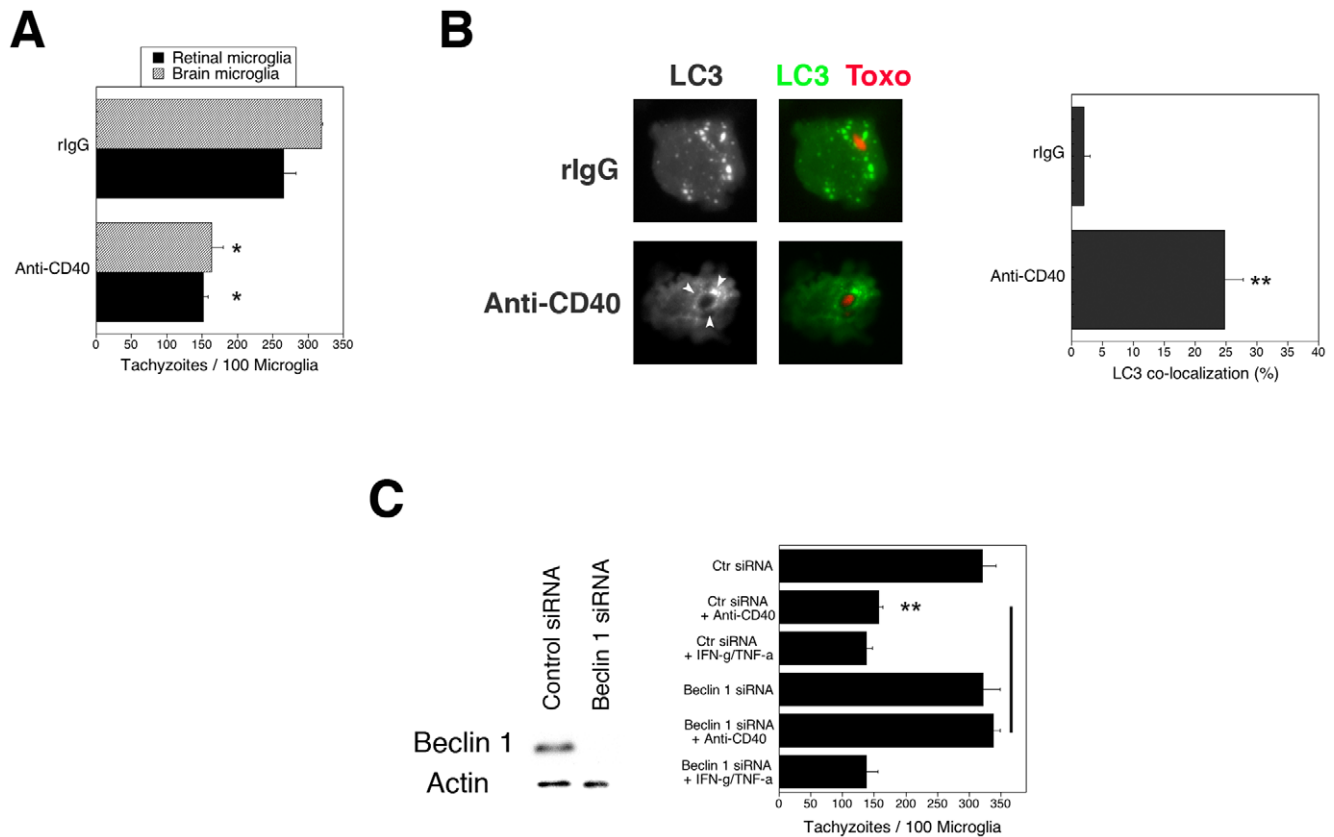 A
Retinal microglia
Brain microglia
rIgG
Anti-CD40
0 50 100 150 200 250 300 350
Tachyzoites / 100 Microglia
*
*
B
LC3
LC3 Toxo
rIgG
Anti-CD40
rIgG
Anti-CD40
**
0 5 10 15 20 25 30 35 40
LC3 co-localization (%)
C
Control siRNA
Beclin 1 siRNA
Beclin 1
Actin
Ctr siRNA
Ctr siRNA
+ Anti-CD40
**
Ctr siRNA
+ IFN-g/TNF-a
Beclin 1 siRNA
Beclin 1 siRNA
+ Anti-CD40
Beclin 1 siRNA
+ IFN-g/TNF-a
0 50 100 150 200 250 300 350
Tachyzoites / 100 Microglia